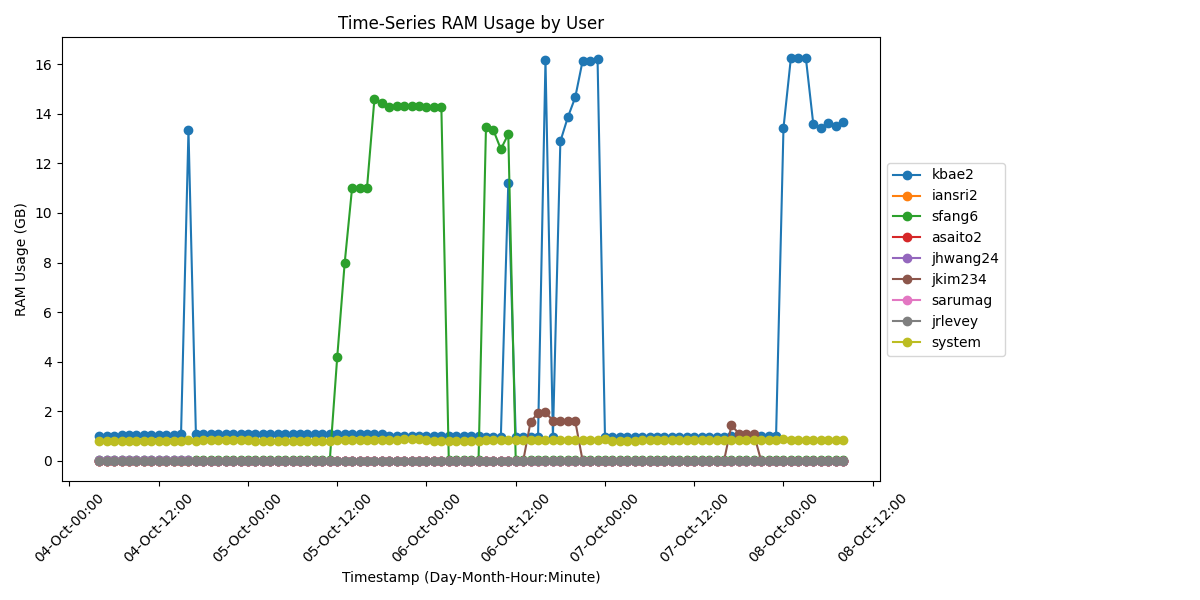 Time-Series RAM Usage by User
RAM Usage (GB)
16
14
12
10
8
6
4
2
0
04-Oct-00:00
04-Oct-12:00
05-Oct-00:00
05-Oct-12:00
06-Oct-00:00
06-Oct-12:00
07-Oct-00:00
07-Oct-12:00
08-Oct-00:00
08-Oct-12:00
Timestamp (Day-Month-Hour:Minute)
kbae2
iansri2
sfang6
asaito2
jhwang24
jkim234
sarumag
jrlevey
system